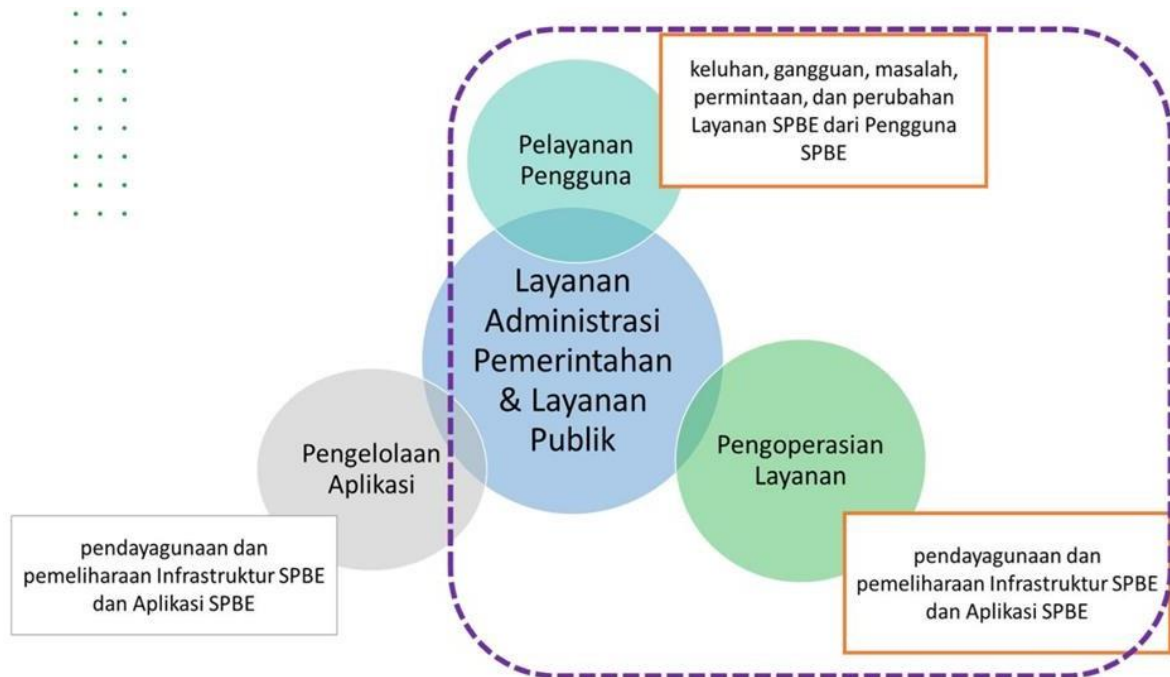 keluhan, gangguan, masalah,
permintaan, dan perubahan
Layanan SPBE dari Pengguna
SPBE
Pelayanan
Pengguna
Layanan
Administrasi
Pemerintahan
& Layanan
Publik
Pengelolaan
Aplikasi
Pengoperasian
Layanan
pendayagunaan dan
pemeliharaan Infrastruktur SPBE
dan Aplikasi SPBE
pendayagunaan dan
pemeliharaan Infrastruktur SPBE
dan Aplikasi SPBE